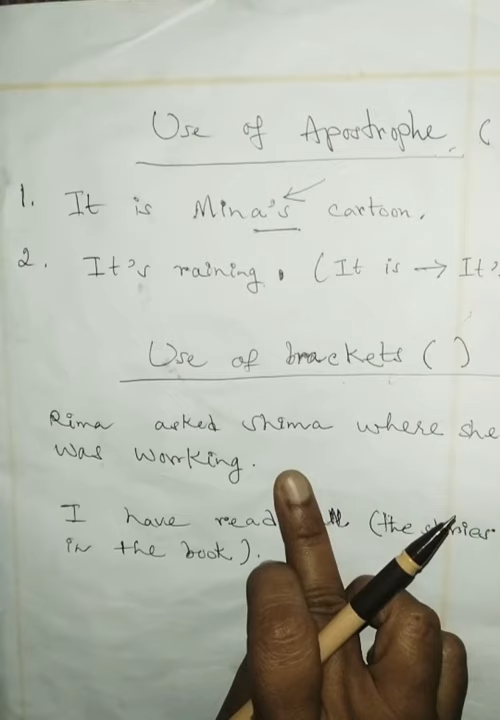 Use of Apostrophe (
1. It is Mina's cartoon.
2. It's raining. (It is → It's
Use of brackets ( )
Rima asked Shima where she
was working.
I have read (the stories
in the book).